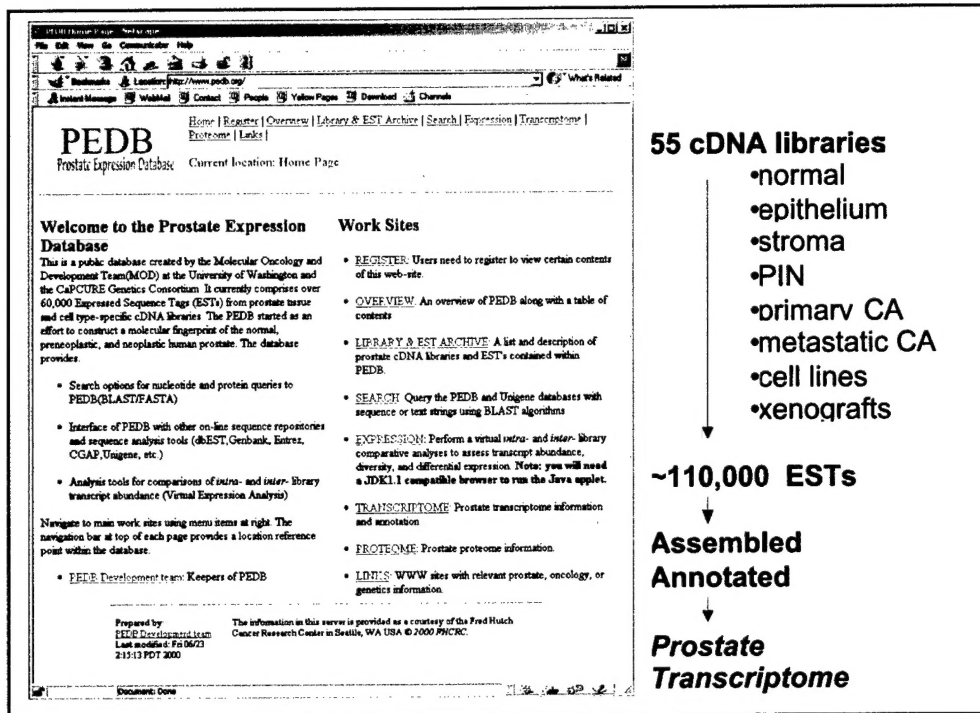 PEDB Home Page - Netscape
File Edit View Go Communicator Help
Bookmarks Location: http://www.pedb.org/ What's Related
Instant Message WebMail Contact People Yellow Pages Download Channels
PEDB
Prostate Expression Database
Home | Register | Overview | Library & EST Archive | Search | Expression | Transcriptome |
Proteome | Links |
Current location: Home Page
Welcome to the Prostate Expression
Database
This is a public database created by the Molecular Oncology and
Development Team(MOD) at the University of Washington and
the CaPCURE Genetics Consortium. It currently comprises over
60,000 Expressed Sequence Tags (ESTs) from prostate tissue
and cell type-specific cDNA libraries. The PEDB started as an
effort to construct a molecular fingerprint of the normal,
preneoplastic, and neoplastic human prostate. The database
provides.
• Search options for nucleotide and protein queries to
PEDB(BLAST/FASTA)
• Interface of PEDB with other on-line sequence repositories
and sequence analysis tools (dbEST,Genbank, Entrez,
CGAP,Unigene, etc.)
• Analysis tools for comparisons of intra- and inter- library
transcript abundance (Virtual Expression Analysis)
Navigate to main work sites using menu items at right. The
navigation bar at top of each page provides a location reference
point within the database.
• PEDB Development team: Keepers of PEDB
Work Sites
• REGISTER: Users need to register to view certain contents
of this web-site.
• OVERVIEW: An overview of PEDB along with a table of
contents
• LIBRARY & EST ARCHIVE: A list and description of
prostate cDNA libraries and EST's contained within
PEDB.
• SEARCH: Query the PEDB and Unigene databases with
sequence or text strings using BLAST algorithms
• EXPRESSION: Perform a virtual intra- and inter- library
comparative analyses to assess transcript abundance,
diversity, and differential expression. Note: you will need
a JDK1.1 compatible browser to run the Java applet.
• TRANSCRIPTOME: Prostate transcriptome information
and annotation
• PROTEOME: Prostate proteome information.
• LINKS: WWW sites with relevant prostate, oncology, or
genetics information.
Prepared by
PEDB Development team
Last modified: Fri 06/23
2:15:13 PDT 2000
The information in this server is provided as a courtesy of the Fred Hutch
Cancer Research Center in Seattle, WA USA © 2000 FHCRC.
Document: Done
55 cDNA libraries
•normal
•epithelium
•stroma
•PIN
•primary CA
•metastatic CA
•cell lines
•xenografts
~110,000 ESTs
Assembled
Annotated
Prostate
Transcriptome